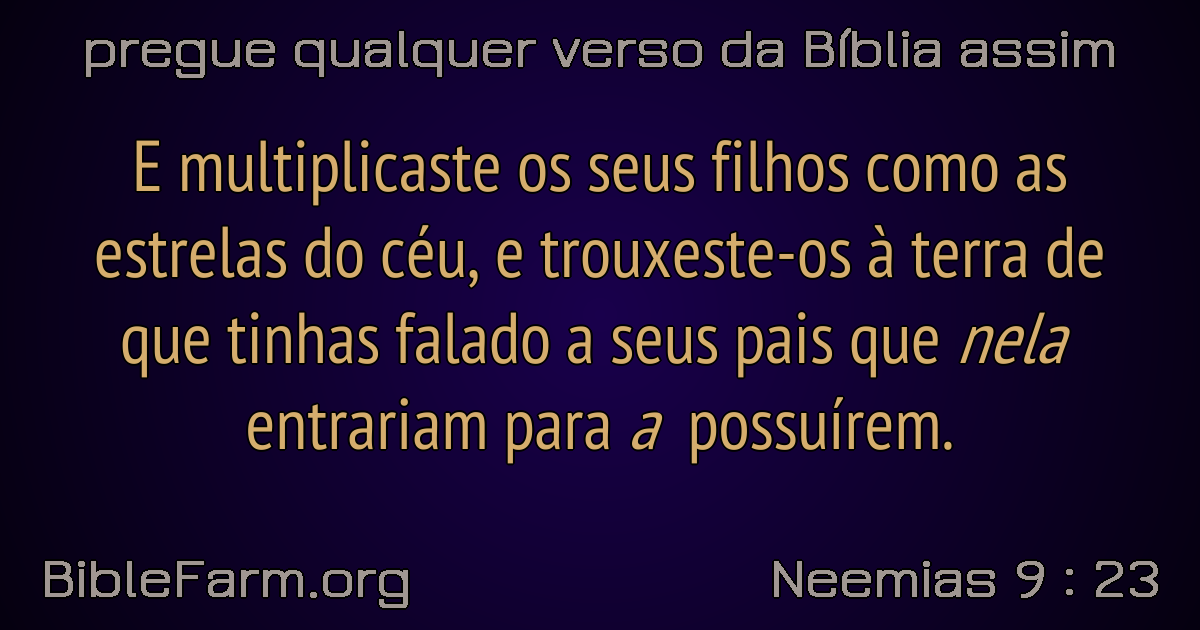 pregue qualquer verso da Bíblia assim
E multiplicaste os seus filhos como as
estrelas do céu, e trouxeste-os à terra de
que tinhas falado a seus pais que nela
entrariam para a possuírem.
BibleFarm.org
Neemias 9 : 23